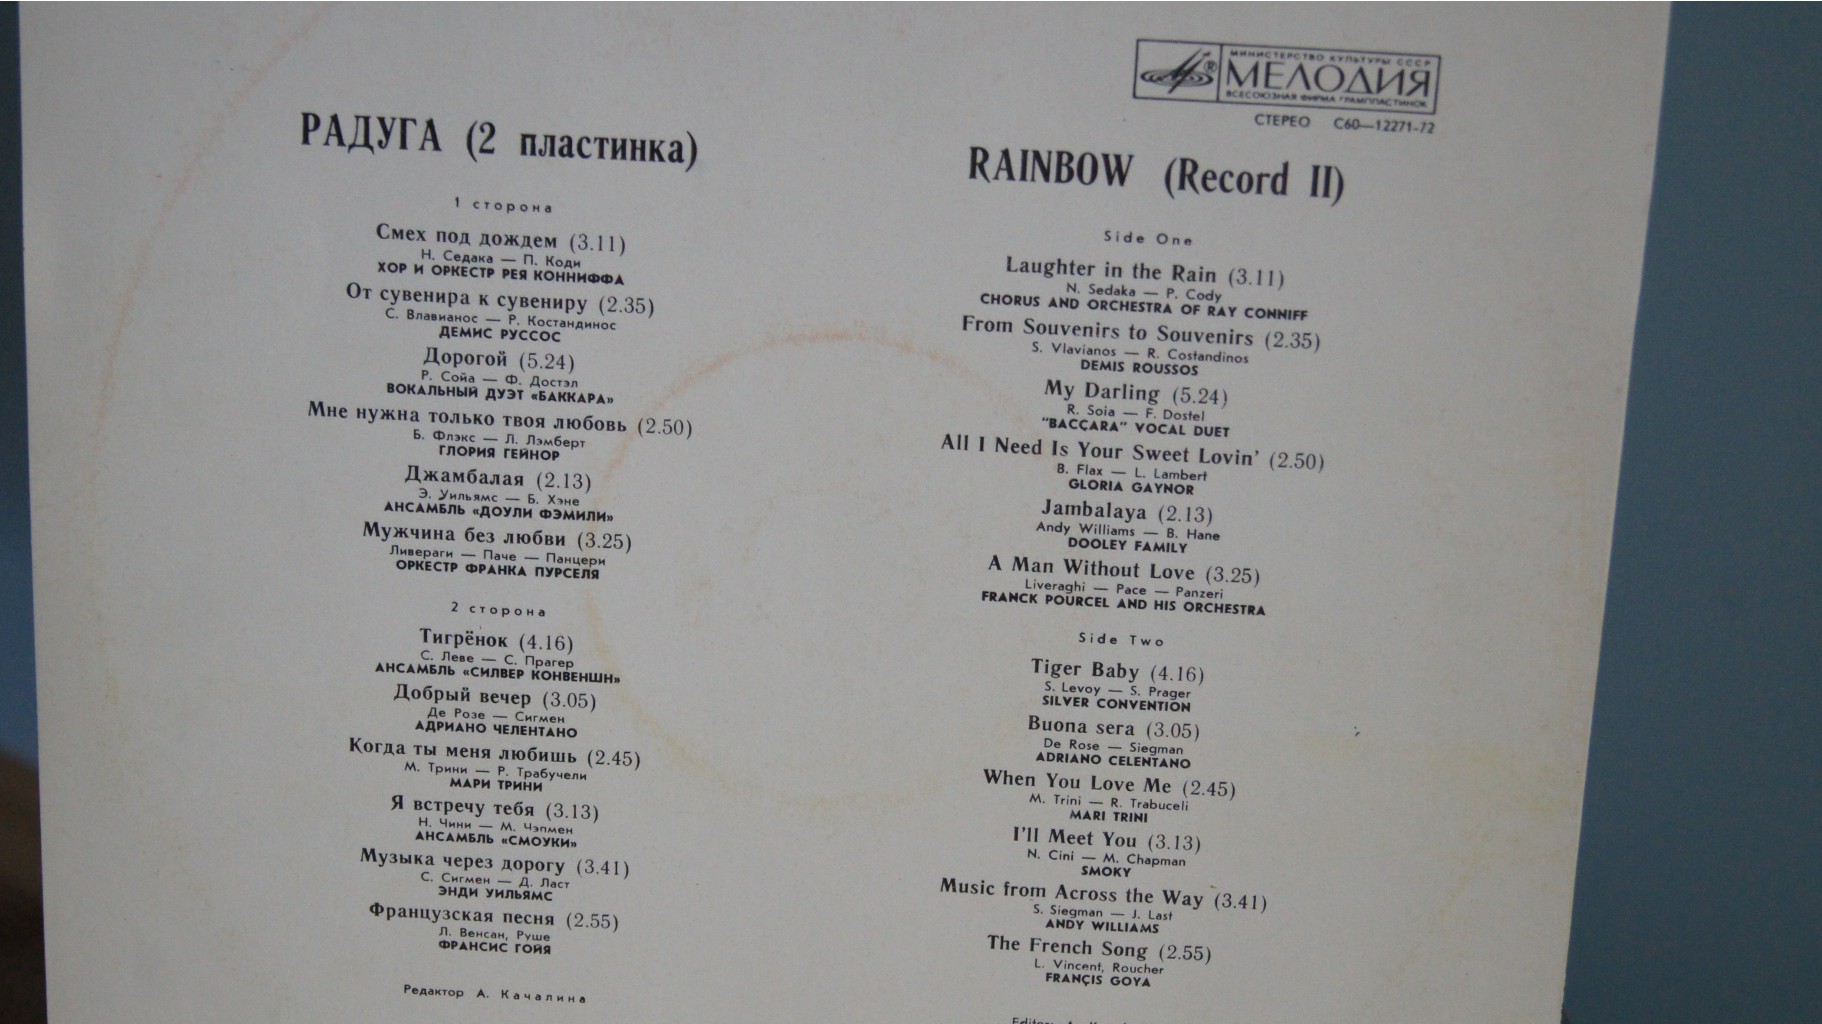 МИНИСТЕРСТВО КУЛЬТУРЫ СССР
МЕЛОДИЯ
ВСЕСОЮЗНАЯ ФИРМА ГРАМПЛАСТИНОК
СТЕРЕО С60—12271-72
РАДУГА (2 пластинка)
1 сторона
Смех под дождем (3.11)
Н. Седака — П. Коди
ХОР И ОРКЕСТР РЕЯ КОННИФФА
От сувенира к сувениру (2.35)
С. Влавианос — Р. Костандинос
ДЕМИС РУССОС
Дорогой (5.24)
Р. Сойа — Ф. Достэл
ВОКАЛЬНЫЙ ДУЭТ «БАККАРА»
Мне нужна только твоя любовь (2.50)
Б. Флэкс — Л. Лэмберт
ГЛОРИЯ ГЕЙНОР
Джамбалая (2.13)
Э. Уильямс — Б. Хэне
АНСАМБЛЬ «ДОУЛИ ФЭМИЛИ»
Мужчина без любви (3.25)
Ливераги — Паче — Панцери
ОРКЕСТР ФРАНКА ПУРСЕЛЯ
2 сторона
Тигрёнок (4.16)
С. Леве — С. Прагер
АНСАМБЛЬ «СИЛВЕР КОНВЕНШН»
Добрый вечер (3.05)
Де Розе — Сигмен
АДРИАНО ЧЕЛЕНТАНО
Когда ты меня любишь (2.45)
М. Трини — Р. Трабучели
МАРИ ТРИНИ
Я встречу тебя (3.13)
Н. Чини — М. Чэпмен
АНСАМБЛЬ «СМОУКИ»
Музыка через дорогу (3.41)
С. Сигмен — Д. Ласт
ЭНДИ УИЛЬЯМС
Французская песня (2.55)
Л. Венсан, Руше
ФРАНСИС ГОЙЯ
Редактор А. Качалина
RAINBOW (Record II)
Side One
Laughter in the Rain (3.11)
N. Sedaka — P. Cody
CHORUS AND ORCHESTRA OF RAY CONNIFF
From Souvenirs to Souvenirs (2.35)
S. Vlavianos — R. Costandinos
DEMIS ROUSSOS
My Darling (5.24)
R. Soia — F. Dostel
"BACCARA" VOCAL DUET
All I Need Is Your Sweet Lovin' (2.50)
B. Flax — L. Lambert
GLORIA GAYNOR
Jambalaya (2.13)
Andy Williams — B. Hane
DOOLEY FAMILY
A Man Without Love (3.25)
Liveraghi — Pace — Panzeri
FRANCK POURCEL AND HIS ORCHESTRA
Side Two
Tiger Baby (4.16)
S. Levoy — S. Prager
SILVER CONVENTION
Buona sera (3.05)
De Rose — Siegman
ADRIANO CELENTANO
When You Love Me (2.45)
M. Trini — R. Trabuceli
MARI TRINI
I'll Meet You (3.13)
N. Cini — M. Chapman
SMOKY
Music from Across the Way (3.41)
S. Siegman — J. Last
ANDY WILLIAMS
The French Song (2.55)
L. Vincent, Roucher
FRANÇIS GOYA